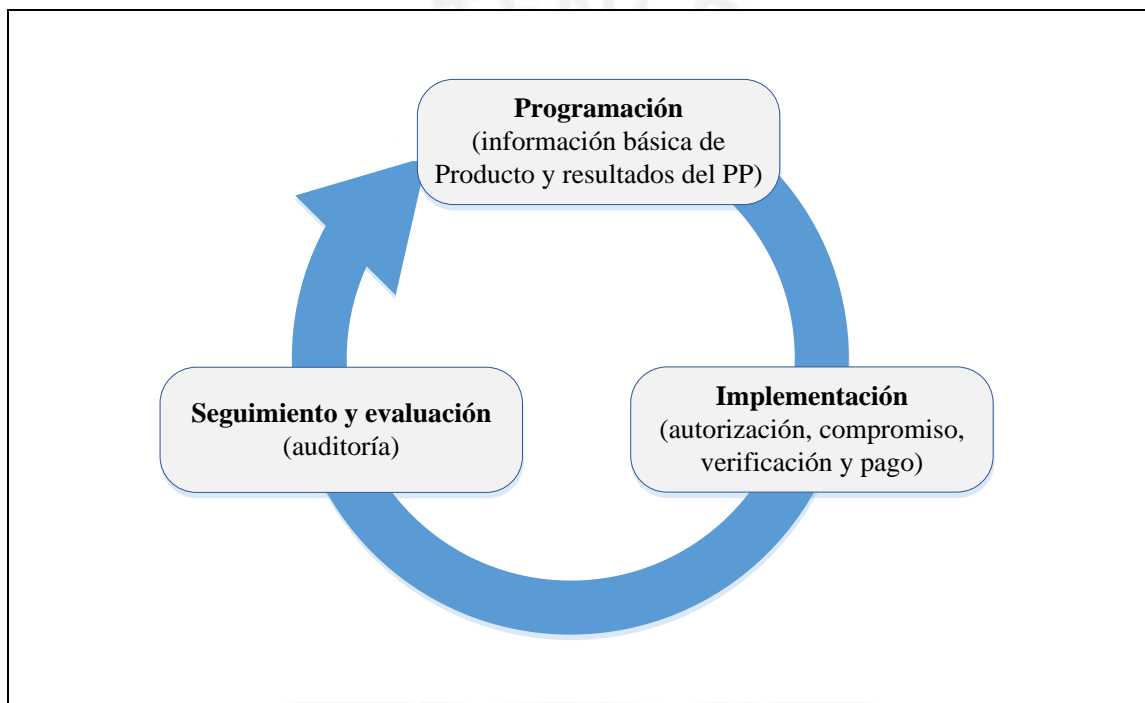 Programación
(información básica de
Producto y resultados del PP)
Seguimiento y evaluación
(auditoría)
Implementación
(autorización, compromiso,
verificación y pago)